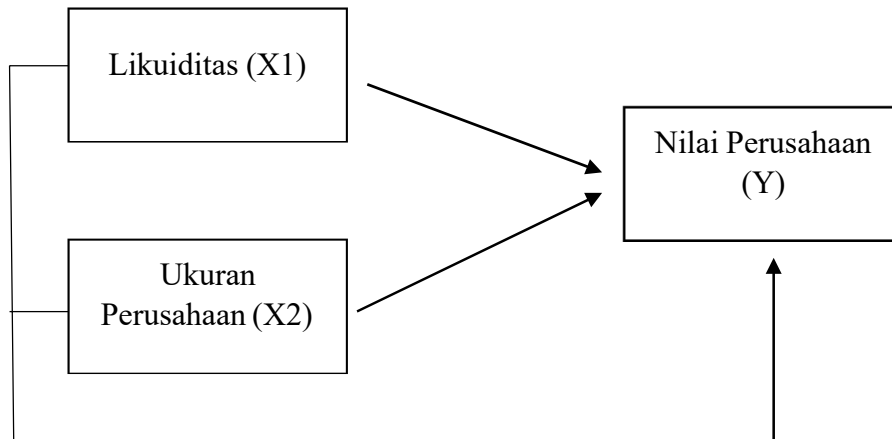 Likuiditas (X1)
Nilai Perusahaan
(Y)
Ukuran
Perusahaan (X2)